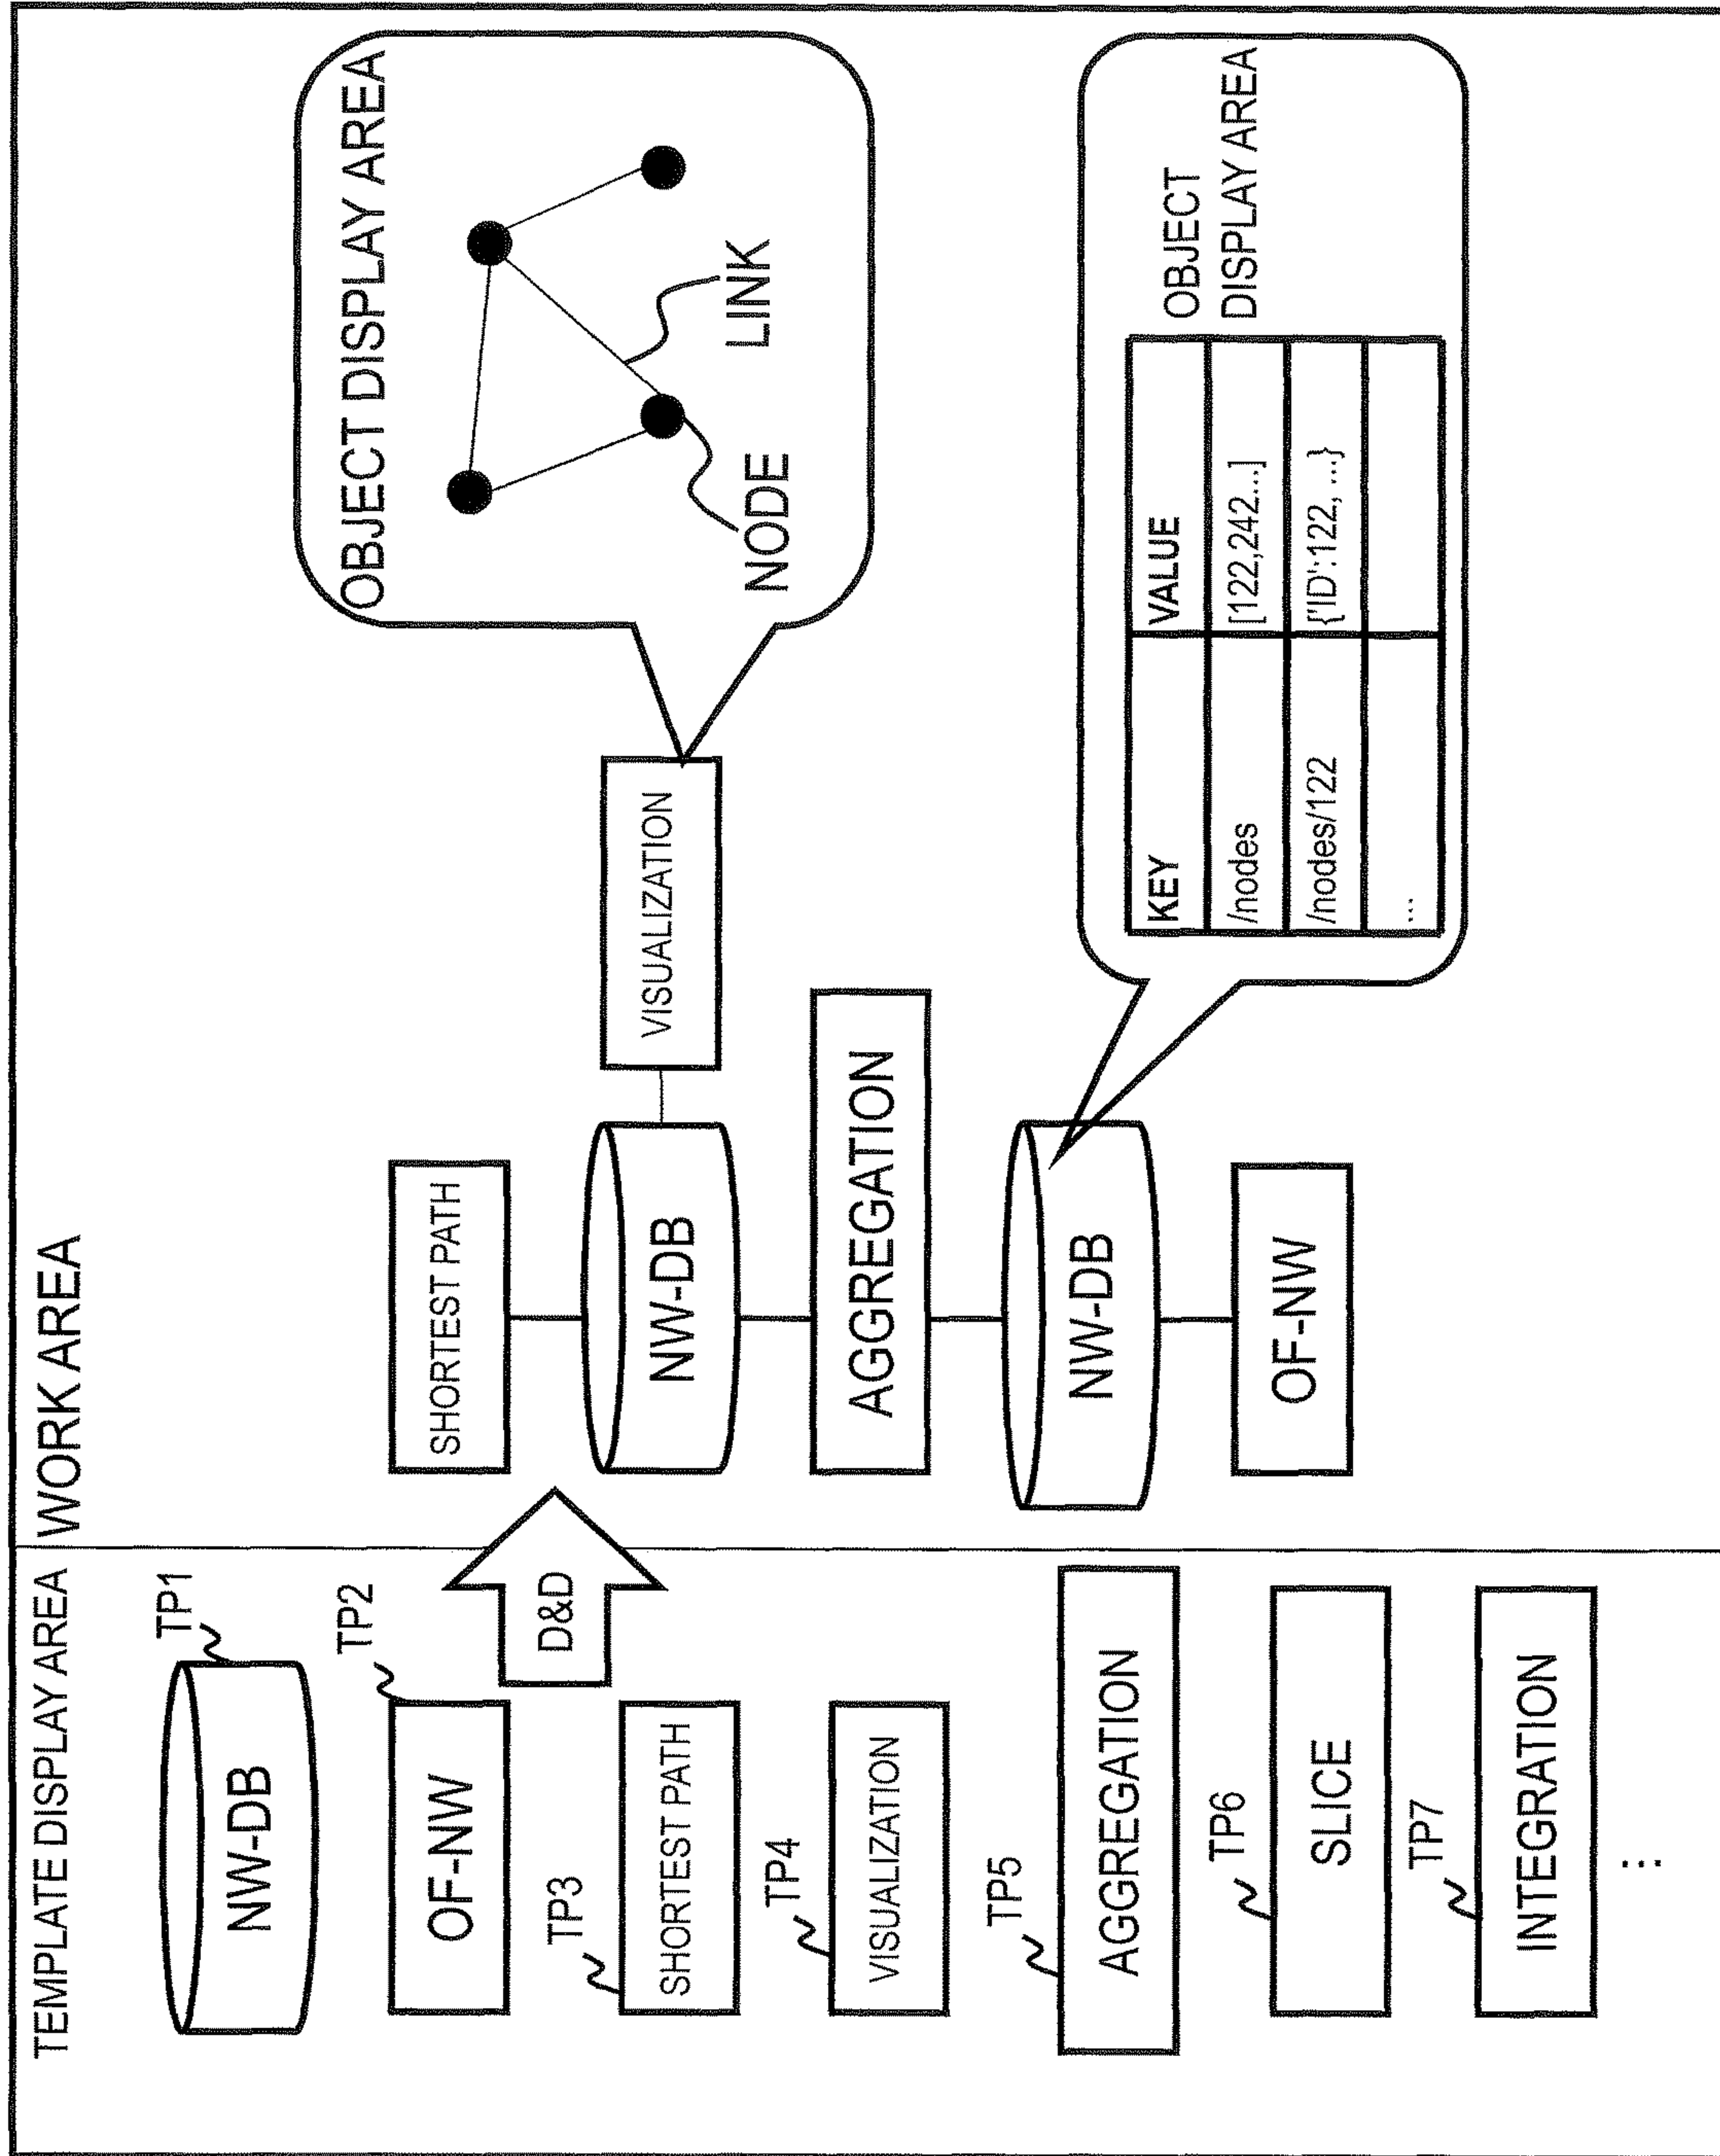 TEMPLATE DISPLAY AREA
TP1
NW-DB
TP2
OF-NW
TP3
SHORTEST PATH
TP4
VISUALIZATION
TP5
AGGREGATION
TP6
SLICE
TP7
INTEGRATION
...
D&D
WORK AREA
SHORTEST PATH
NW-DB
VISUALIZATION
AGGREGATION
NW-DB
OF-NW
OBJECT DISPLAY AREA
NODE
LINK
KEY VALUE
/nodes [122,242...]
/nodes/122 {'ID':122, ...}
...
OBJECT
DISPLAY AREA